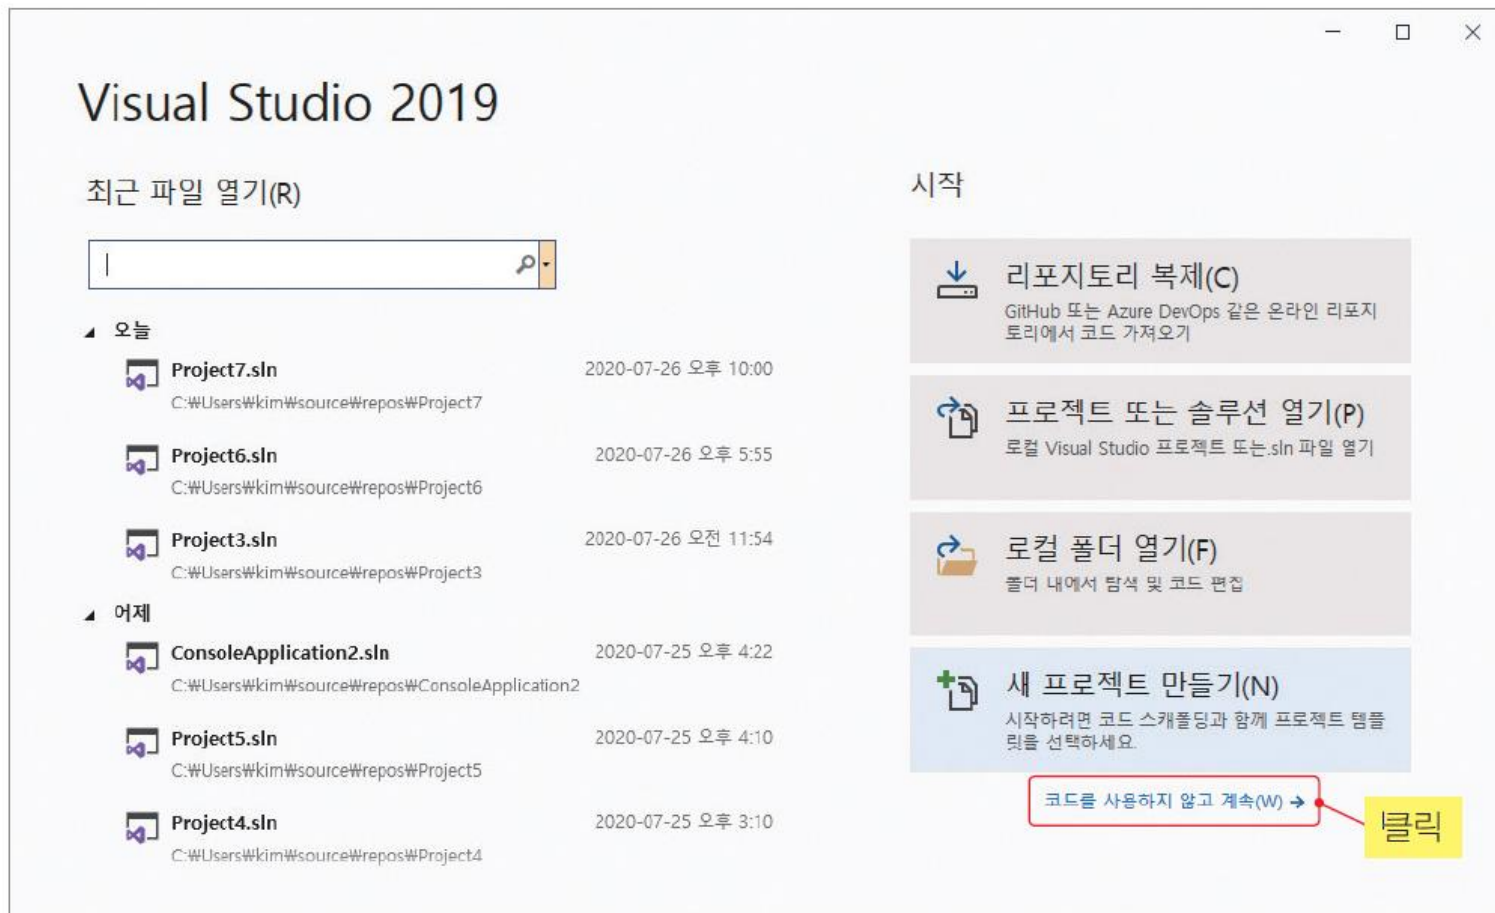 Visual Studio 2019
최근 파일 열기(R)
오늘
Project7.sln 2020-07-26 오후 10:00
C:₩Users₩kim₩source₩repos₩Project7
Project6.sln 2020-07-26 오후 5:55
C:₩Users₩kim₩source₩repos₩Project6
Project3.sln 2020-07-26 오전 11:54
C:₩Users₩kim₩source₩repos₩Project3
어제
ConsoleApplication2.sln 2020-07-25 오후 4:22
C:₩Users₩kim₩source₩repos₩ConsoleApplication2
Project5.sln 2020-07-25 오후 4:10
C:₩Users₩kim₩source₩repos₩Project5
Project4.sln 2020-07-25 오후 3:10
C:₩Users₩kim₩source₩repos₩Project4
시작
리포지토리 복제(C)
GitHub 또는 Azure DevOps 같은 온라인 리포지
토리에서 코드 가져오기
프로젝트 또는 솔루션 열기(P)
로컬 Visual Studio 프로젝트 또는.sln 파일 열기
로컬 폴더 열기(F)
폴더 내에서 탐색 및 코드 편집
새 프로젝트 만들기(N)
시작하려면 코드 스캐폴딩과 함께 프로젝트 템플
릿을 선택하세요.
코드를 사용하지 않고 계속(W) →
클릭